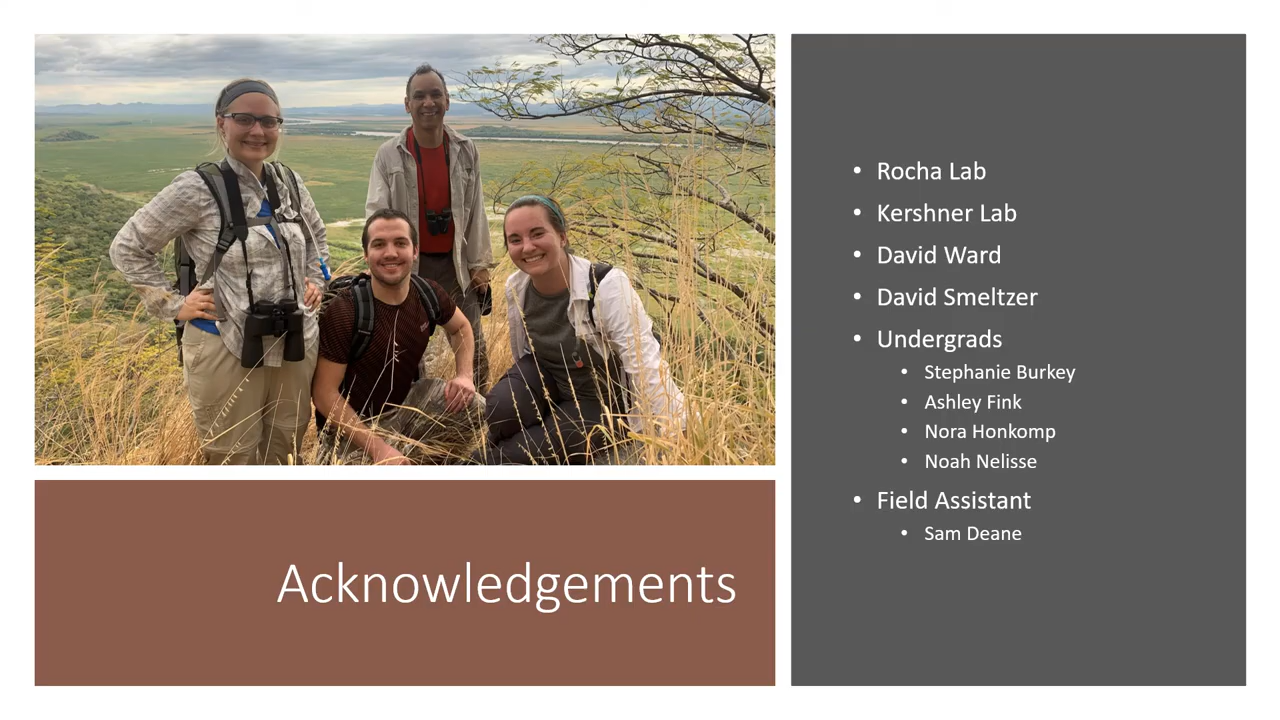 Acknowledgements
• Rocha Lab
• Kershner Lab
• David Ward
• David Smeltzer
• Undergrads
• Stephanie Burkey
• Ashley Fink
• Nora Honkomp
• Noah Nelisse
• Field Assistant
• Sam Deane